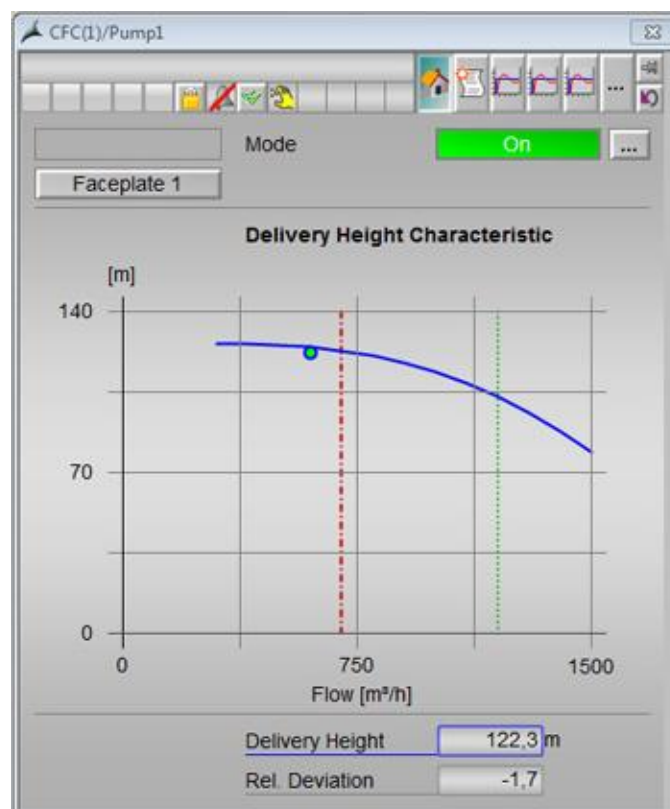 CFC(1)/Pump1
...
Mode
On
...
Faceplate 1
Delivery Height Characteristic
[m]
140
70
0
0
750
1500
Flow [m³/h]
Delivery Height
122,3 m
Rel. Deviation
-1,7